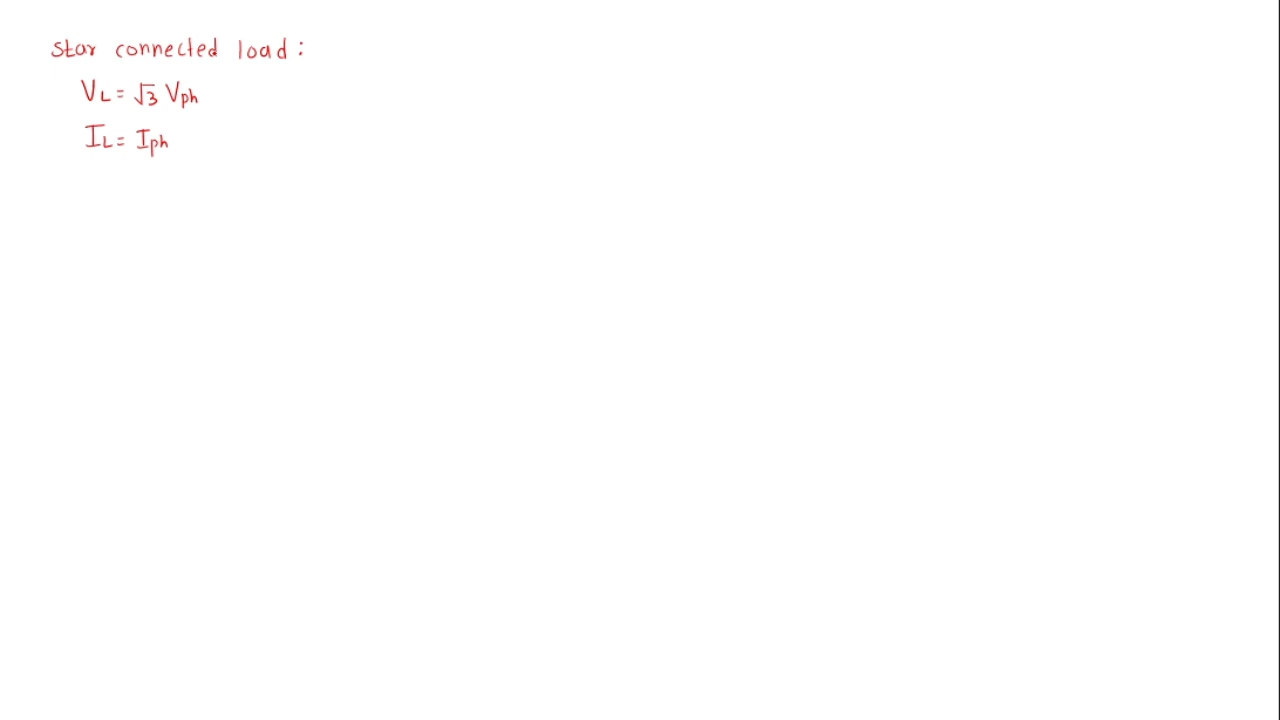 Star connected load :
VL = √3 Vph
IL = Iph